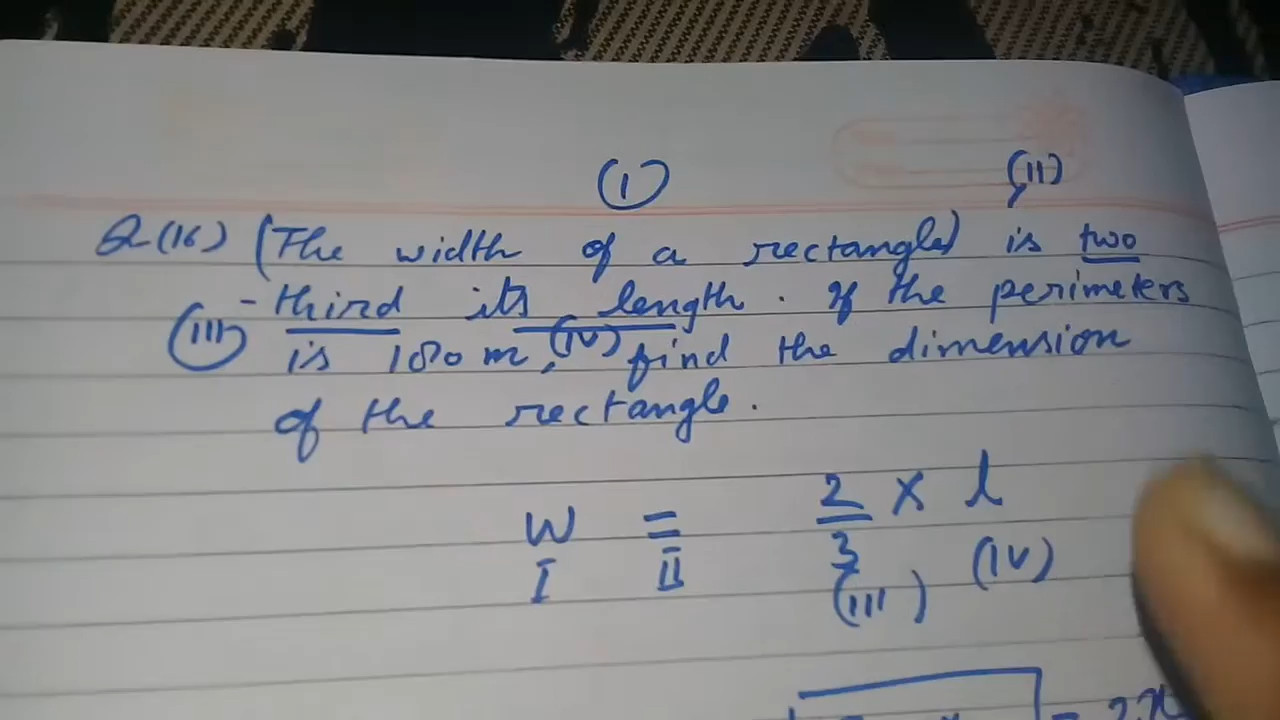 (I) (II)
Q(16) (The width of a rectangle) is two
(III) - third its length. If the perimeters
is 180 m, (IV) find the dimension
of the rectangle.
W = 2/3 × l
I II (III) (IV)
= 2x